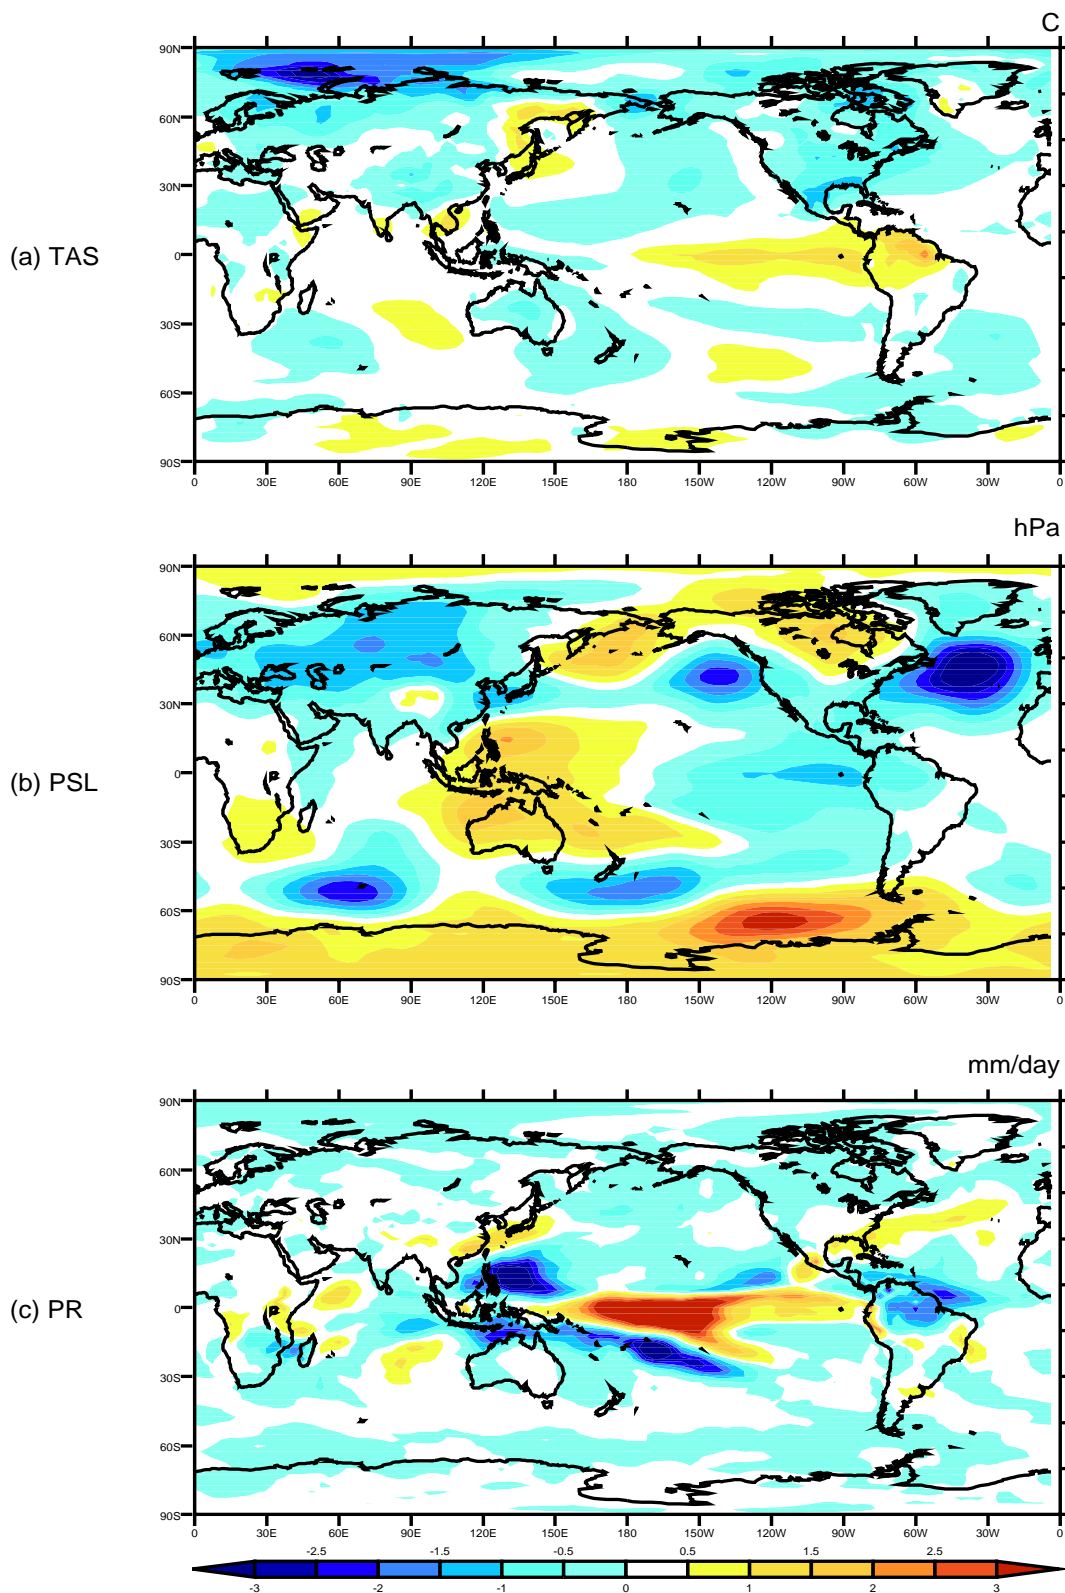 C
90N
60N
30N
0
30S
60S
90S
0 30E 60E 90E 120E 150E 180 150W 120W 90W 60W 30W 0
(a) TAS
hPa
90N
60N
30N
0
30S
60S
90S
0 30E 60E 90E 120E 150E 180 150W 120W 90W 60W 30W 0
(b) PSL
mm/day
90N
60N
30N
0
30S
60S
90S
0 30E 60E 90E 120E 150E 180 150W 120W 90W 60W 30W 0
(c) PR
-2.5 -1.5 -0.5 0.5 1.5 2.5
-3 -2 -1 0 1 2 3